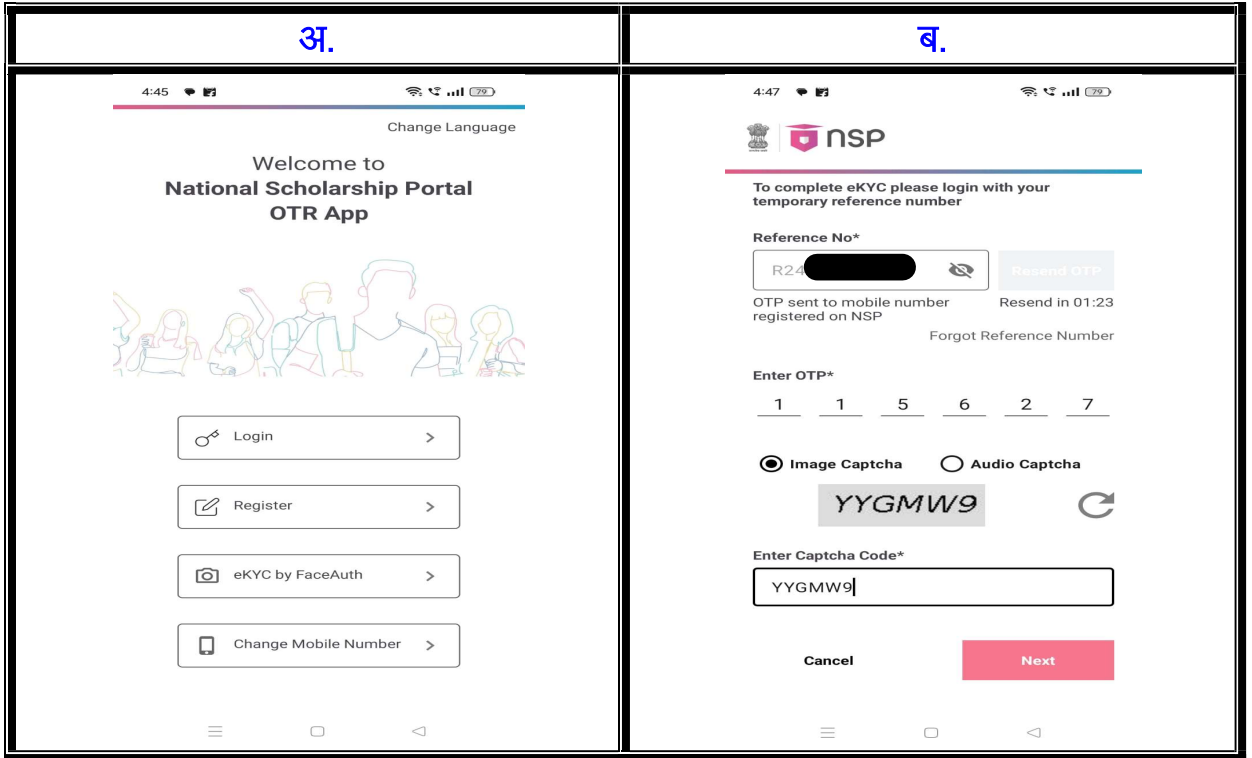 अ.
4:45
79
Change Language
Welcome to
National Scholarship Portal
OTR App
Login
Register
eKYC by FaceAuth
Change Mobile Number
ब.
4:47
79
NSP
To complete eKYC please login with your
temporary reference number
Reference No*
R24
Resend OTP
OTP sent to mobile number
registered on NSP
Resend in 01:23
Forgot Reference Number
Enter OTP*
1 1 5 6 2 7
Image Captcha
Audio Captcha
YYGMW9
Enter Captcha Code*
YYGMW9
Cancel
Next